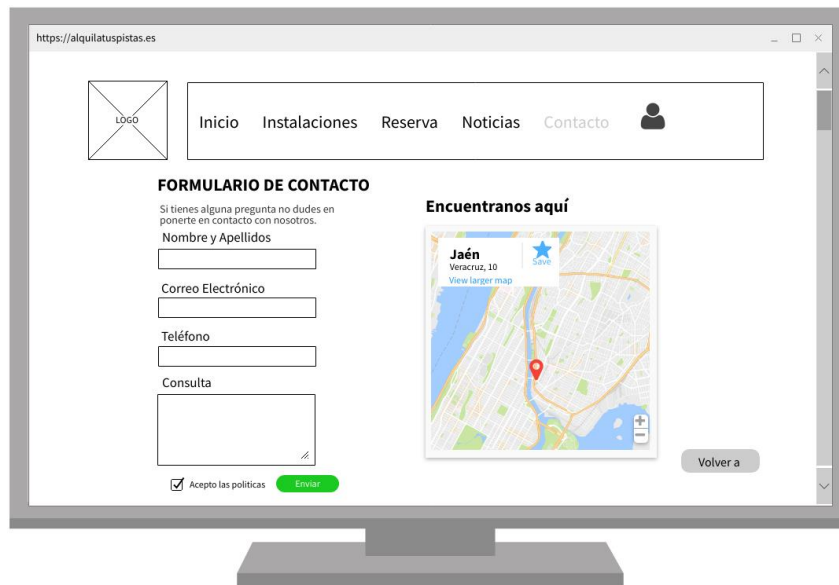 https://alquilatuspistas.es
LOGO
Inicio Instalaciones Reserva Noticias Contacto
FORMULARIO DE CONTACTO
Si tienes alguna pregunta no dudes en
ponerte en contacto con nosotros.
Nombre y Apellidos
Correo Electrónico
Teléfono
Consulta
Acepto las politicas
Enviar
Encuentranos aquí
Jaén
Veracruz, 10
View larger map
Save
Volver a